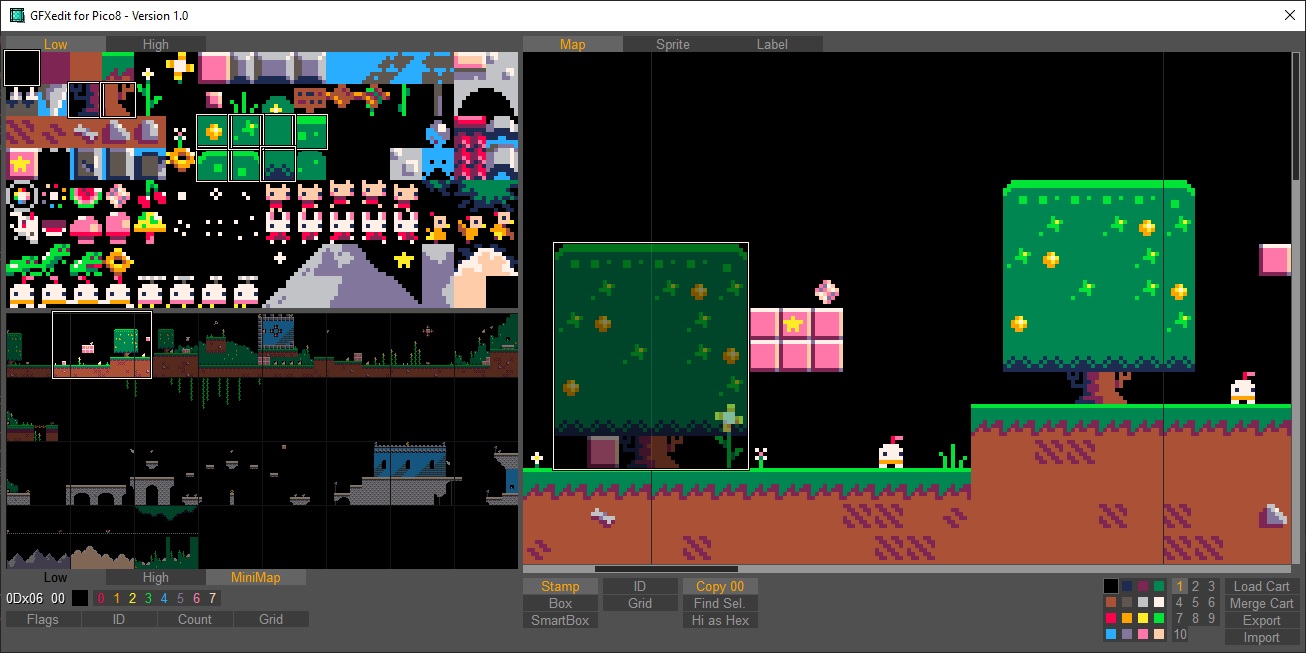 GFXedit for Pico8 - Version 1.0
Low High Map Sprite Label
Low High MiniMap
0Dx06 00 0 1 2 3 4 5 6 7
Flags ID Count Grid
Stamp ID Copy 00
Box Grid Find Sel.
SmartBox Hi as Hex
1 2 3 Load Cart
4 5 6 Merge Cart
7 8 9 Export
10 Import